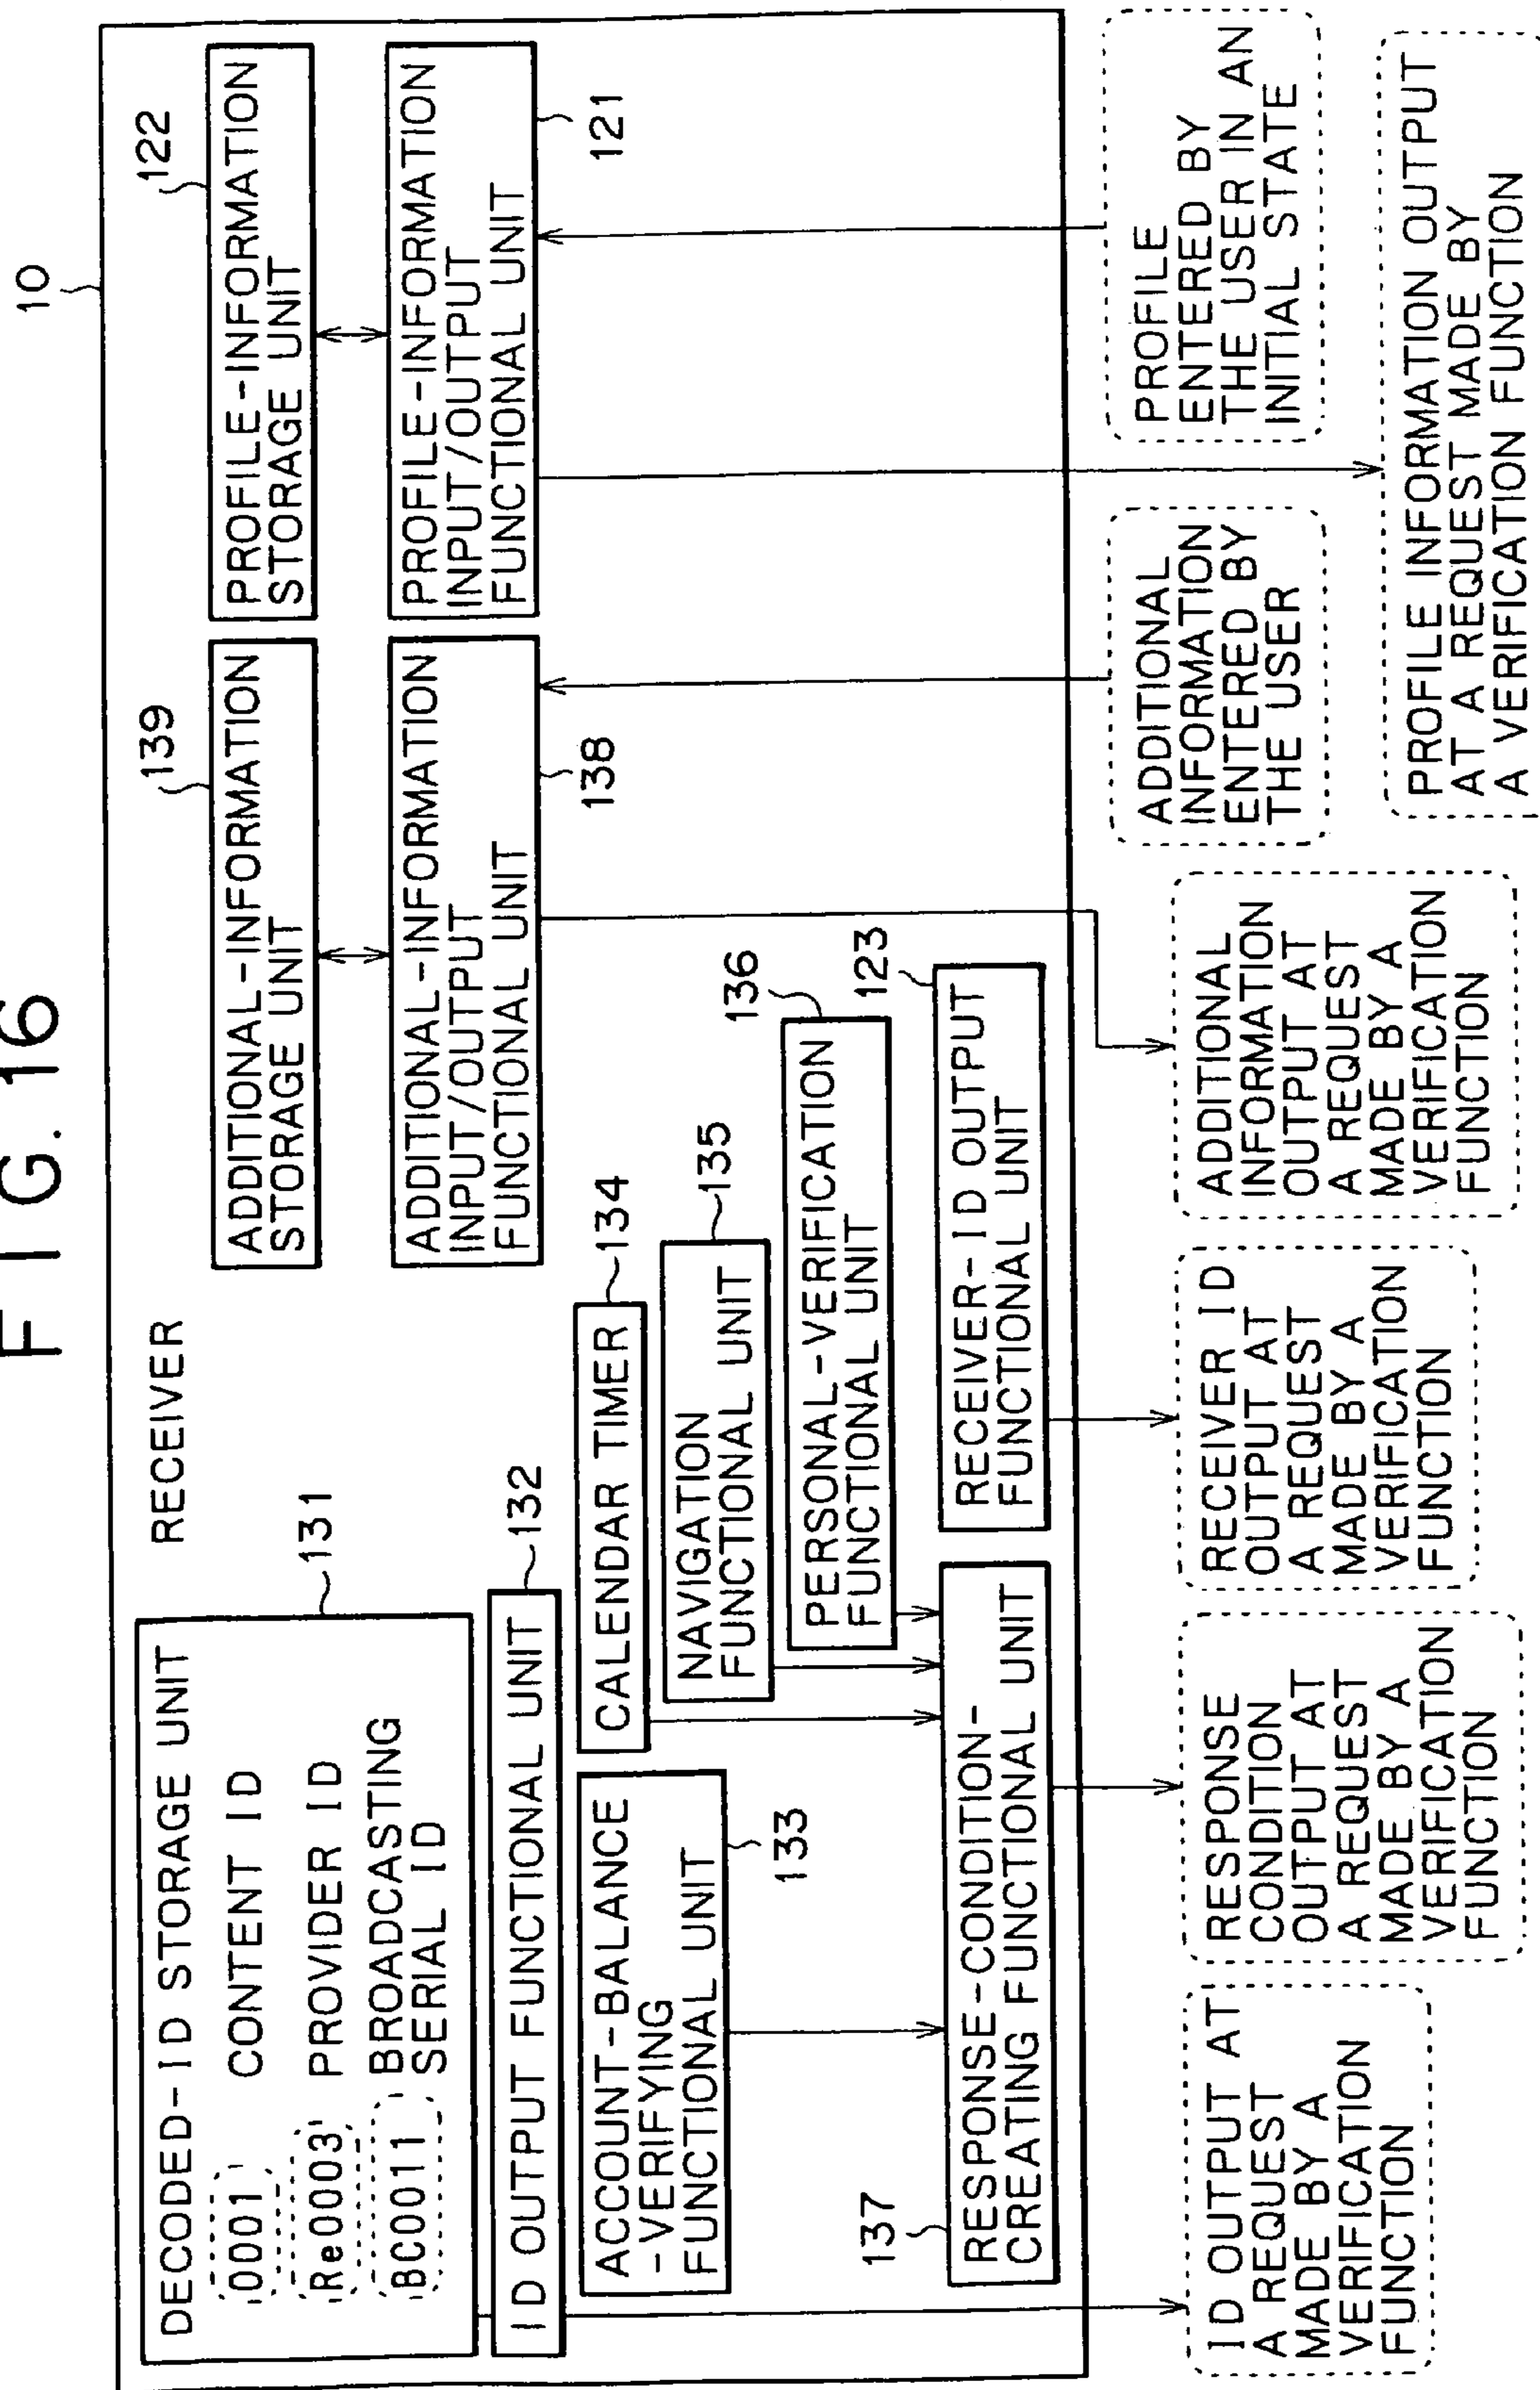 FIG. 16
10
RECEIVER
DECODED-ID STORAGE UNIT
0001
CONTENT ID
Re0003
PROVIDER ID
BC0011
BROADCASTING
SERIAL ID
131
ID OUTPUT FUNCTIONAL UNIT
132
ACCOUNT-BALANCE
-VERIFYING
FUNCTIONAL UNIT
133
CALENDAR TIMER
134
NAVIGATION
FUNCTIONAL UNIT
135
PERSONAL-VERIFICATION
FUNCTIONAL UNIT
136
137
RESPONSE-CONDITION-
CREATING FUNCTIONAL UNIT
RECEIVER-ID OUTPUT
FUNCTIONAL UNIT
123
ADDITIONAL-INFORMATION
STORAGE UNIT
139
ADDITIONAL-INFORMATION
INPUT/OUTPUT
FUNCTIONAL UNIT
138
PROFILE-INFORMATION
STORAGE UNIT
122
PROFILE-INFORMATION
INPUT/OUTPUT
FUNCTIONAL UNIT
121
ID OUTPUT AT
A REQUEST
MADE BY A
VERIFICATION
FUNCTION
RESPONSE
CONDITION
OUTPUT AT
A REQUEST
MADE BY A
VERIFICATION
FUNCTION
RECEIVER ID
OUTPUT AT
A REQUEST
MADE BY A
VERIFICATION
FUNCTION
ADDITIONAL
INFORMATION
OUTPUT AT
A REQUEST
MADE BY A
VERIFICATION
FUNCTION
ADDITIONAL
INFORMATION
ENTERED BY
THE USER
PROFILE
ENTERED BY
THE USER IN AN
INITIAL STATE
PROFILE INFORMATION OUTPUT
AT A REQUEST MADE BY
A VERIFICATION FUNCTION